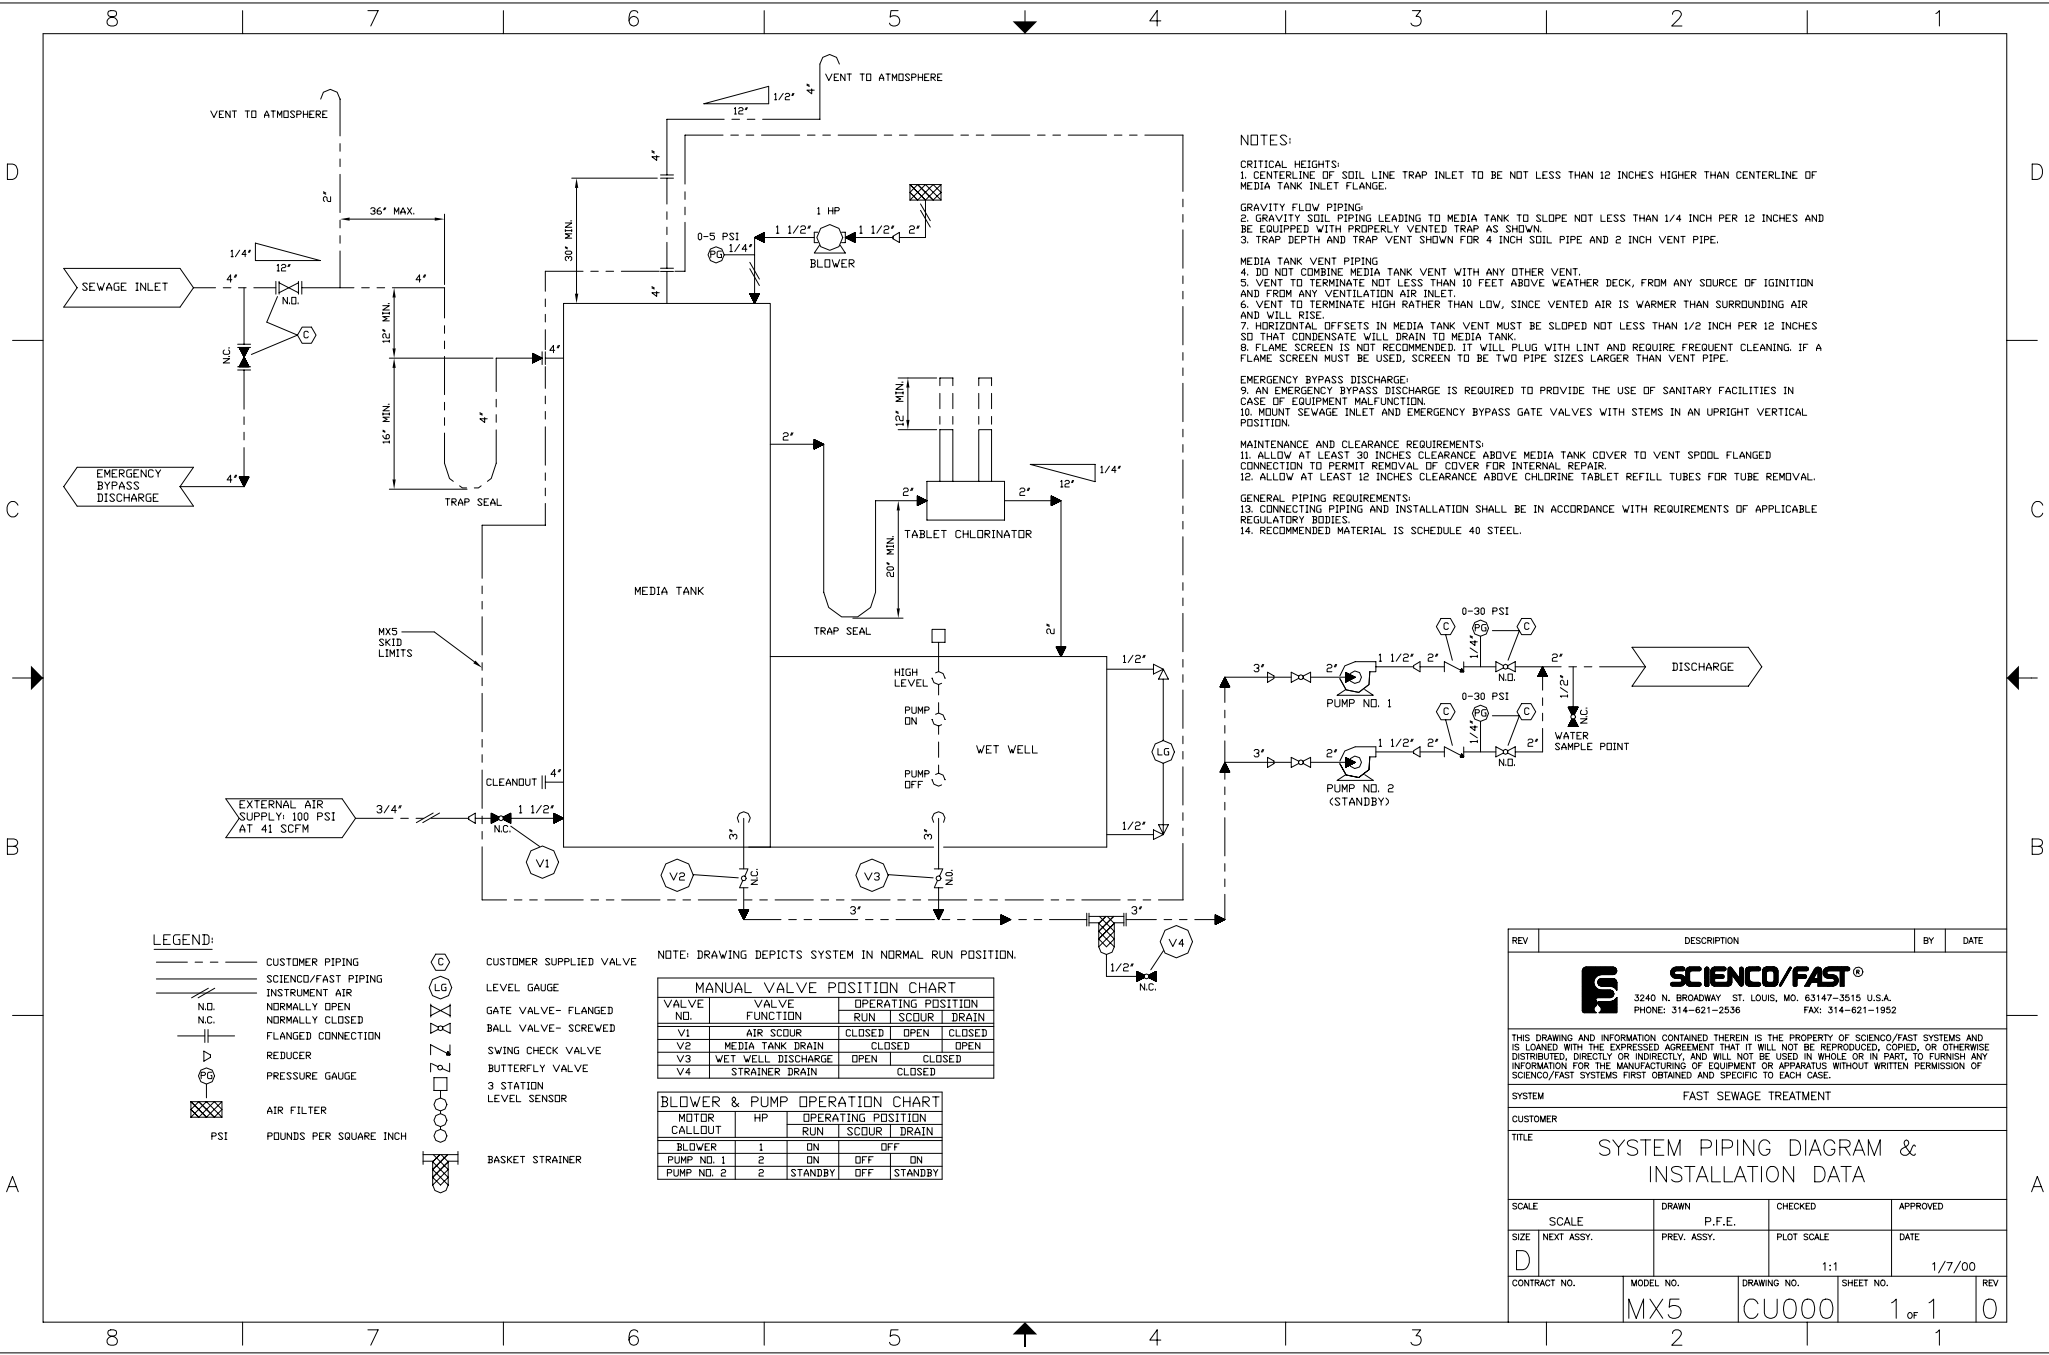 8 7 6 5 4 3 2 1
D
D
C
C
B
B
A
A
VENT TO ATMOSPHERE
2"
36" MAX.
1/4"
12"
SEWAGE INLET
4"
N.O.
4"
C
N.C.
12" MIN.
16" MIN.
4"
4"
TRAP SEAL
EMERGENCY
BYPASS
DISCHARGE
4"
VENT TO ATMOSPHERE
4"
1/2"
12"
4"
30" MIN.
4"
0-5 PSI
PG
1/4"
1 1/2"
1 HP
BLOWER
1 1/2"
2"
MEDIA TANK
2"
TRAP SEAL
20" MIN.
2"
12" MIN.
TABLET CHLORINATOR
2"
1/4"
12"
2"
MX5
SKID
LIMITS
HIGH
LEVEL
PUMP
ON
PUMP
OFF
WET WELL
1/2"
LG
1/2"
CLEANOUT
4"
EXTERNAL AIR
SUPPLY: 100 PSI
AT 41 SCFM
3/4"
N.C.
1 1/2"
V1
3"
V2
N.C.
3"
V3
N.O.
3"
3"
V4
1/2"
N.C.
3"
2"
PUMP NO. 1
1 1/2"
2"
C
0-30 PSI
PG
1/4"
C
N.O.
2"
3"
2"
PUMP NO. 2
(STANDBY)
1 1/2"
2"
C
0-30 PSI
PG
1/4"
C
N.O.
2"
1/2"
N.C.
WATER
SAMPLE POINT
DISCHARGE
NOTES:
CRITICAL HEIGHTS:
1. CENTERLINE OF SOIL LINE TRAP INLET TO BE NOT LESS THAN 12 INCHES HIGHER THAN CENTERLINE OF
MEDIA TANK INLET FLANGE.
GRAVITY FLOW PIPING:
2. GRAVITY SOIL PIPING LEADING TO MEDIA TANK TO SLOPE NOT LESS THAN 1/4 INCH PER 12 INCHES AND
BE EQUIPPED WITH PROPERLY VENTED TRAP AS SHOWN.
3. TRAP DEPTH AND TRAP VENT SHOWN FOR 4 INCH SOIL PIPE AND 2 INCH VENT PIPE.
MEDIA TANK VENT PIPING
4. DO NOT COMBINE MEDIA TANK VENT WITH ANY OTHER VENT.
5. VENT TO TERMINATE NOT LESS THAN 10 FEET ABOVE WEATHER DECK, FROM ANY SOURCE OF IGINITION
AND FROM ANY VENTILATION AIR INLET.
6. VENT TO TERMINATE HIGH RATHER THAN LOW, SINCE VENTED AIR IS WARMER THAN SURROUNDING AIR
AND WILL RISE.
7. HORIZONTAL OFFSETS IN MEDIA TANK VENT MUST BE SLOPED NOT LESS THAN 1/2 INCH PER 12 INCHES
SO THAT CONDENSATE WILL DRAIN TO MEDIA TANK.
8. FLAME SCREEN IS NOT RECOMMENDED. IT WILL PLUG WITH LINT AND REQUIRE FREQUENT CLEANING. IF A
FLAME SCREEN MUST BE USED, SCREEN TO BE TWO PIPE SIZES LARGER THAN VENT PIPE.
EMERGENCY BYPASS DISCHARGE:
9. AN EMERGENCY BYPASS DISCHARGE IS REQUIRED TO PROVIDE THE USE OF SANITARY FACILITIES IN
CASE OF EQUIPMENT MALFUNCTION.
10. MOUNT SEWAGE INLET AND EMERGENCY BYPASS GATE VALVES WITH STEMS IN AN UPRIGHT VERTICAL
POSITION.
MAINTENANCE AND CLEARANCE REQUIREMENTS:
11. ALLOW AT LEAST 30 INCHES CLEARANCE ABOVE MEDIA TANK COVER TO VENT SPOOL FLANGED
CONNECTION TO PERMIT REMOVAL OF COVER FOR INTERNAL REPAIR.
12. ALLOW AT LEAST 12 INCHES CLEARANCE ABOVE CHLORINE TABLET REFILL TUBES FOR TUBE REMOVAL.
GENERAL PIPING REQUIREMENTS:
13. CONNECTING PIPING AND INSTALLATION SHALL BE IN ACCORDANCE WITH REQUIREMENTS OF APPLICABLE
REGULATORY BODIES.
14. RECOMMENDED MATERIAL IS SCHEDULE 40 STEEL.
LEGEND:
CUSTOMER PIPING
SCIENCO/FAST PIPING
INSTRUMENT AIR
N.O. NORMALLY OPEN
N.C. NORMALLY CLOSED
FLANGED CONNECTION
REDUCER
PG PRESSURE GAUGE
AIR FILTER
PSI POUNDS PER SQUARE INCH
C CUSTOMER SUPPLIED VALVE
LG LEVEL GAUGE
GATE VALVE- FLANGED
BALL VALVE- SCREWED
SWING CHECK VALVE
BUTTERFLY VALVE
3 STATION
LEVEL SENSOR
BASKET STRAINER
NOTE: DRAWING DEPICTS SYSTEM IN NORMAL RUN POSITION.
MANUAL VALVE POSITION CHART
VALVE NO. VALVE FUNCTION OPERATING POSITION
RUN SCOUR DRAIN
V1 AIR SCOUR CLOSED OPEN CLOSED
V2 MEDIA TANK DRAIN CLOSED OPEN
V3 WET WELL DISCHARGE OPEN CLOSED
V4 STRAINER DRAIN CLOSED
BLOWER & PUMP OPERATION CHART
MOTOR CALLOUT HP OPERATING POSITION
RUN SCOUR DRAIN
BLOWER 1 ON OFF
PUMP NO. 1 2 ON OFF ON
PUMP NO. 2 2 STANDBY OFF STANDBY
REV DESCRIPTION BY DATE
SCIENCO/FAST®
3240 N. BROADWAY ST. LOUIS, MO. 63147-3515 U.S.A.
PHONE: 314-621-2536 FAX: 314-621-1952
THIS DRAWING AND INFORMATION CONTAINED THEREIN IS THE PROPERTY OF SCIENCO/FAST SYSTEMS AND
IS LOANED WITH THE EXPRESSED AGREEMENT THAT IT WILL NOT BE REPRODUCED, COPIED, OR OTHERWISE
DISTRIBUTED, DIRECTLY OR INDIRECTLY, AND WILL NOT BE USED IN WHOLE OR IN PART, TO FURNISH ANY
INFORMATION FOR THE MANUFACTURING OF EQUIPMENT OR APPARATUS WITHOUT WRITTEN PERMISSION OF
SCIENCO/FAST SYSTEMS FIRST OBTAINED AND SPECIFIC TO EACH CASE.
SYSTEM FAST SEWAGE TREATMENT
CUSTOMER
TITLE
SYSTEM PIPING DIAGRAM &
INSTALLATION DATA
SCALE SCALE
DRAWN P.F.E.
CHECKED
APPROVED
SIZE D
NEXT ASSY.
PREV. ASSY.
PLOT SCALE 1:1
DATE 1/7/00
CONTRACT NO.
MODEL NO. MX5
DRAWING NO. CU000
SHEET NO. 1 OF 1
REV 0
8 7 6 5 4 3 2 1